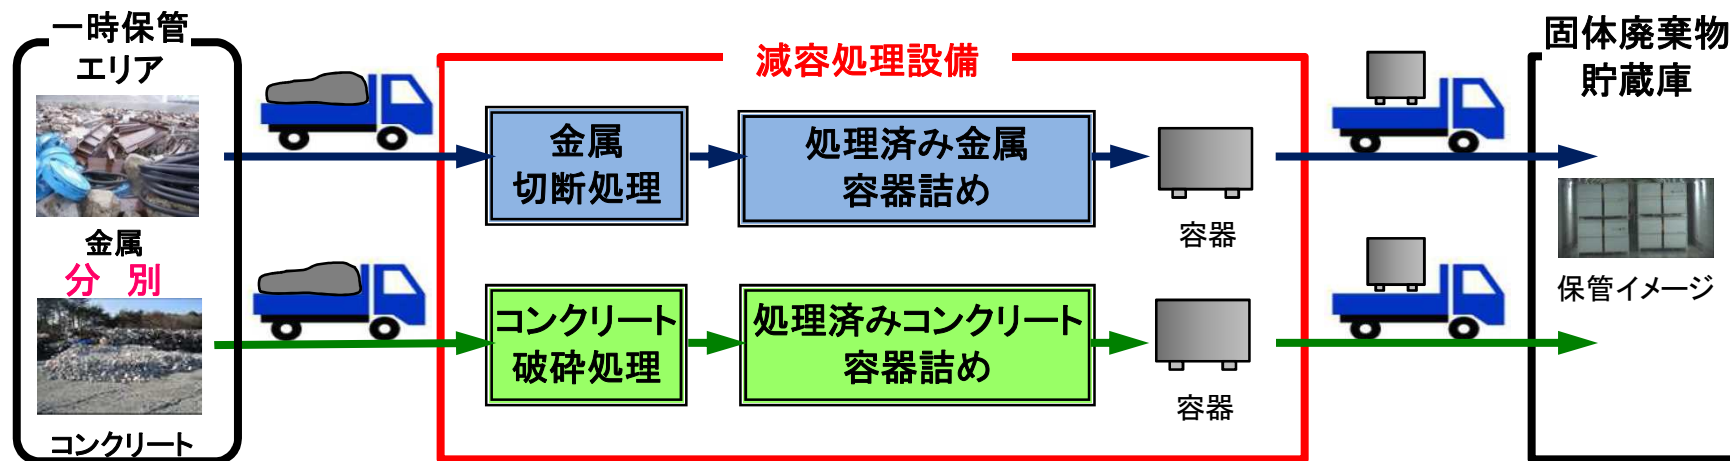 一時保管
エリア
金属
分 別
コンクリート
減容処理設備
金属
切断処理
処理済み金属
容器詰め
容器
コンクリート
破砕処理
処理済みコンクリート
容器詰め
容器
固体廃棄物
貯蔵庫
保管イメージ